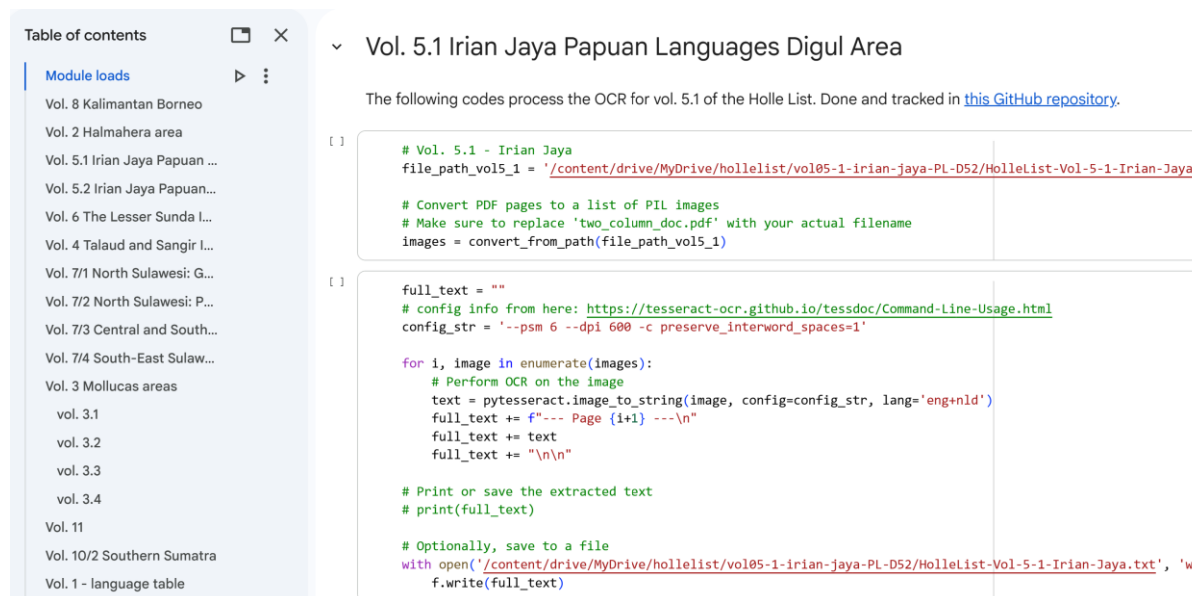 Table of contents
Module loads
Vol. 8 Kalimantan Borneo
Vol. 2 Halmahera area
Vol. 5.1 Irian Jaya Papuan ...
Vol. 5.2 Irian Jaya Papuan...
Vol. 6 The Lesser Sunda I...
Vol. 4 Talaud and Sangir I...
Vol. 7/1 North Sulawesi: G...
Vol. 7/2 North Sulawesi: P...
Vol. 7/3 Central and South...
Vol. 7/4 South-East Sulaw...
Vol. 3 Mollucas areas
vol. 3.1
vol. 3.2
vol. 3.3
vol. 3.4
Vol. 11
Vol. 10/2 Southern Sumatra
Vol. 1 - language table
Vol. 5.1 Irian Jaya Papuan Languages Digul Area
The following codes process the OCR for vol. 5.1 of the Holle List. Done and tracked in this GitHub repository.
[ ]
# Vol. 5.1 - Irian Jaya
file_path_vol5_1 = '/content/drive/MyDrive/hollelist/vol05-1-irian-jaya-PL-D52/HolleList-Vol-5-1-Irian-Jaya
# Convert PDF pages to a list of PIL images
# Make sure to replace 'two_column_doc.pdf' with your actual filename
images = convert_from_path(file_path_vol5_1)
[ ]
full_text = ""
# config info from here: https://tesseract-ocr.github.io/tessdoc/Command-Line-Usage.html
config_str = '--psm 6 --dpi 600 -c preserve_interword_spaces=1'
for i, image in enumerate(images):
# Perform OCR on the image
text = pytesseract.image_to_string(image, config=config_str, lang='eng+nld')
full_text += f"--- Page {i+1} ---\n"
full_text += text
full_text += "\n\n"
# Print or save the extracted text
# print(full_text)
# Optionally, save to a file
with open('/content/drive/MyDrive/hollelist/vol05-1-irian-jaya-PL-D52/HolleList-Vol-5-1-Irian-Jaya.txt', 'w
f.write(full_text)